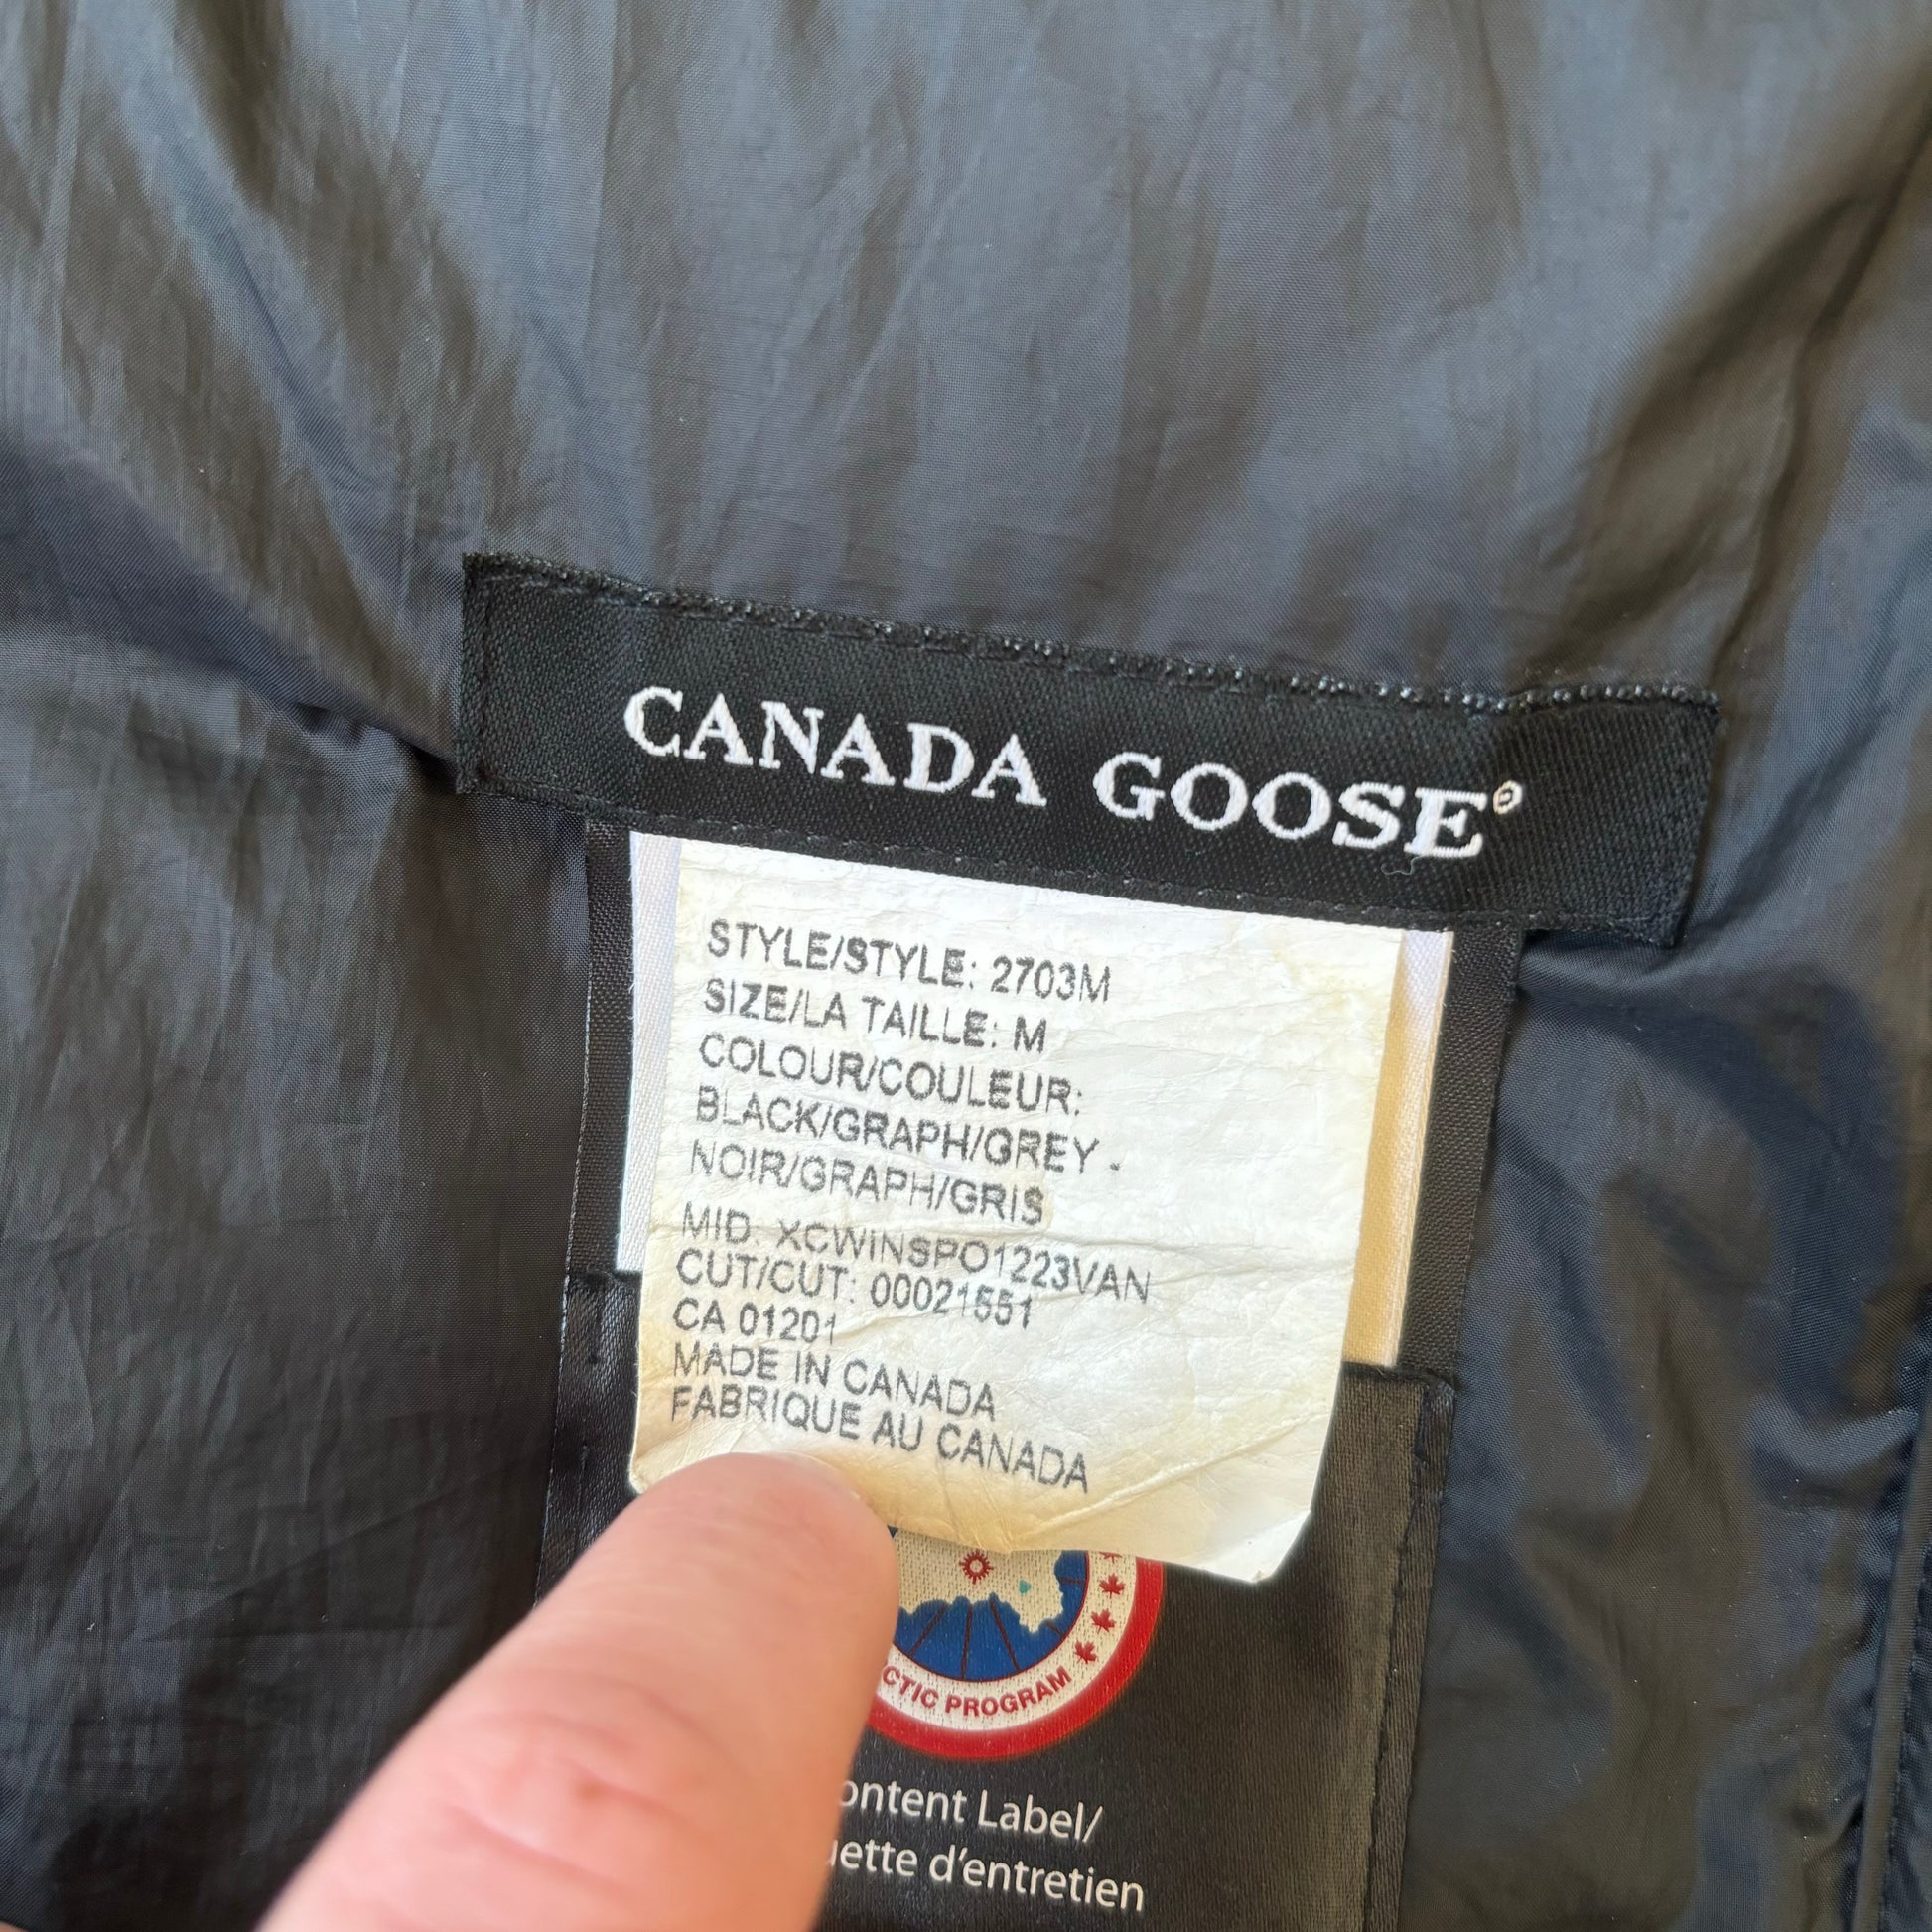 CANADA GOOSE®
STYLE/STYLE: 2703M
SIZE/LA TAILLE: M
COLOUR/COULEUR:
BLACK/GRAPH/GREY -
NOIR/GRAPH/GRIS
MID: XCWINSPO1223VAN
CUT/CUT: 00021551
CA 01201
MADE IN CANADA
FABRIQUE AU CANADA
CTIC PROGRAM
ontent Label/
uette d'entretien